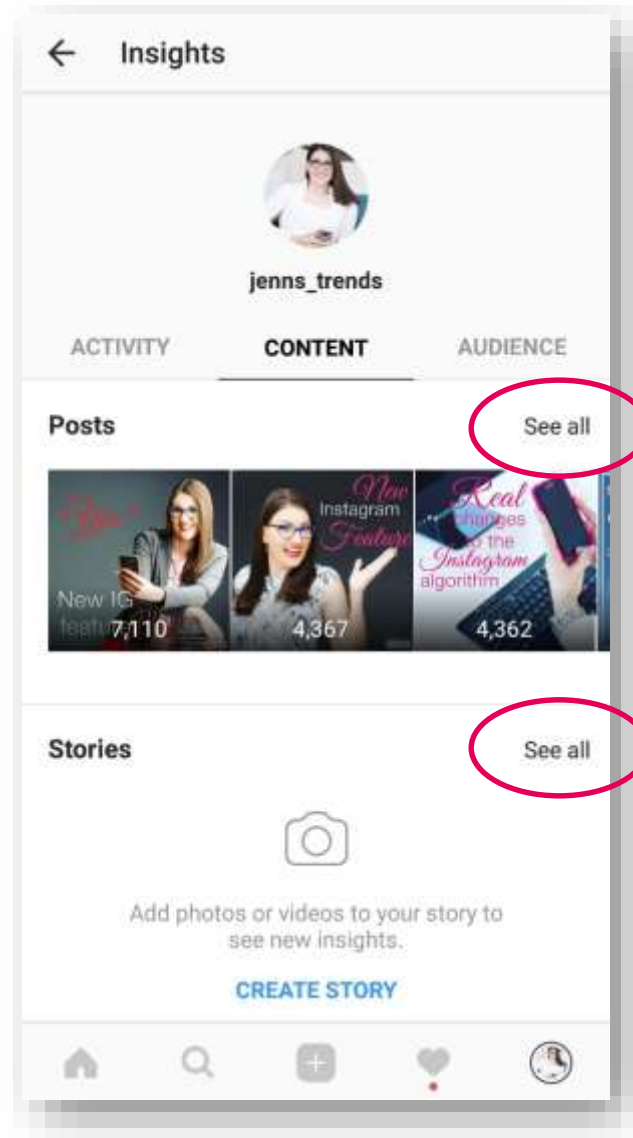 Insights
jenns_trends
ACTIVITY CONTENT AUDIENCE
Posts See all
New IG
7,110
New
Instagram
Feature
4,367
Real
changes
to the
Instagram
algorithm
4,362
Stories See all
Add photos or videos to your story to
see new insights.
CREATE STORY